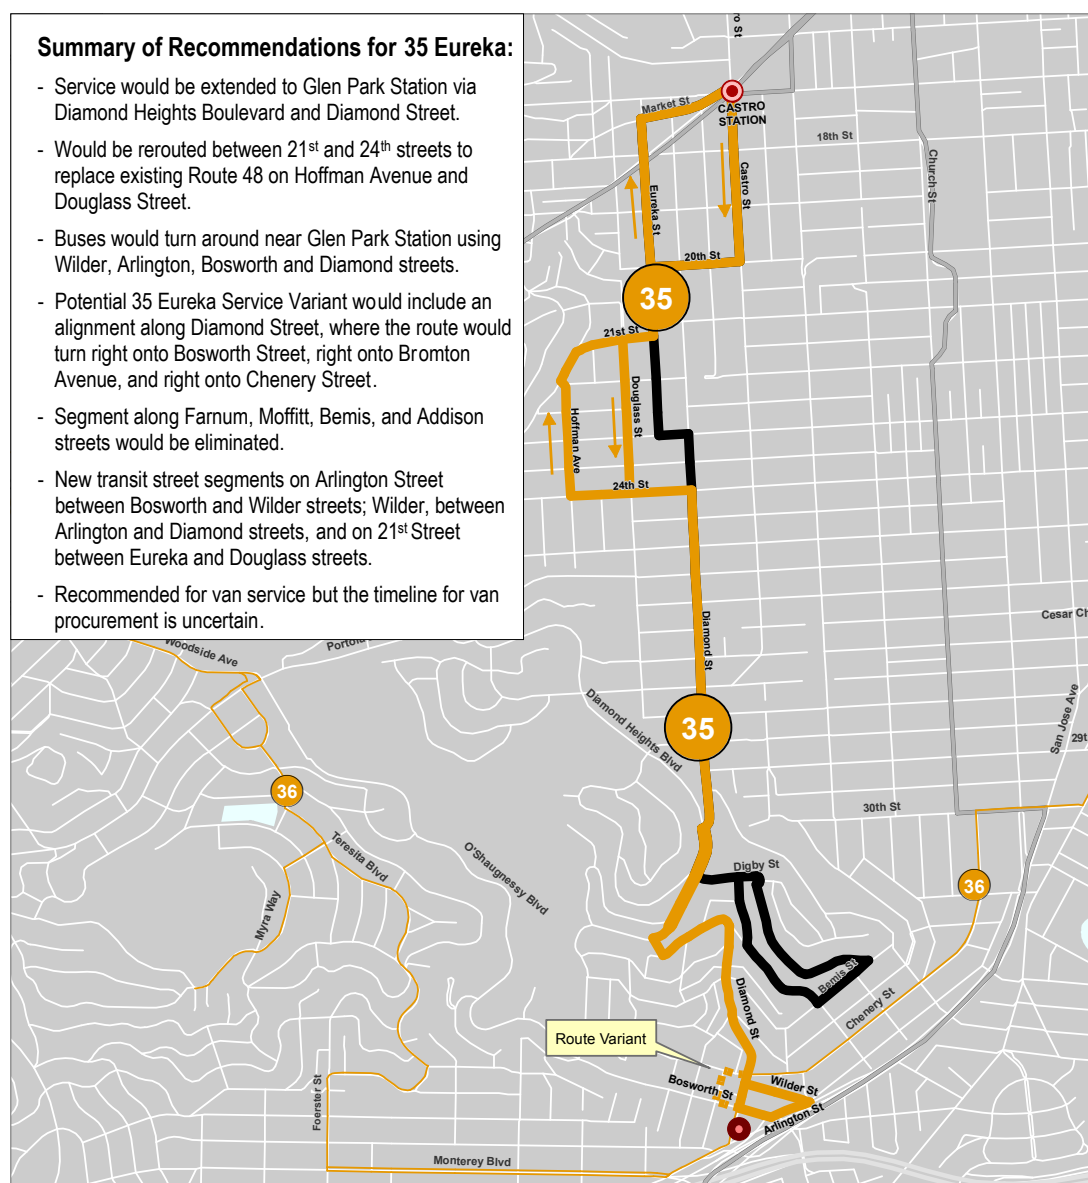 Summary of Recommendations for 35 Eureka:
- Service would be extended to Glen Park Station via
Diamond Heights Boulevard and Diamond Street.
- Would be rerouted between 21st and 24th streets to
replace existing Route 48 on Hoffman Avenue and
Douglass Street.
- Buses would turn around near Glen Park Station using
Wilder, Arlington, Bosworth and Diamond streets.
- Potential 35 Eureka Service Variant would include an
alignment along Diamond Street, where the route would
turn right onto Bosworth Street, right onto Bromton
Avenue, and right onto Chenery Street.
- Segment along Farnum, Moffitt, Bemis, and Addison
streets would be eliminated.
- New transit street segments on Arlington Street
between Bosworth and Wilder streets; Wilder, between
Arlington and Diamond streets, and on 21st Street
between Eureka and Douglass streets.
- Recommended for van service but the timeline for van
procurement is uncertain.
ro St
Market St
CASTRO
STATION
18th St
Church St
Eureka St
Castro St
20th St
35
21st St
Douglass St
Hoffman Ave
24th St
Cesar Ch
Woodside Ave
Portol
Diamond St
Diamond Heights Blvd
35
San Jose Ave
29t
36
30th St
Teresita Blvd
O'Shaugnessy Blvd
Digby St
36
Myra Way
Bemis St
Diamond St
Chenery St
Route Variant
Wilder St
Bosworth St
Arlington St
Foerster St
Monterey Blvd